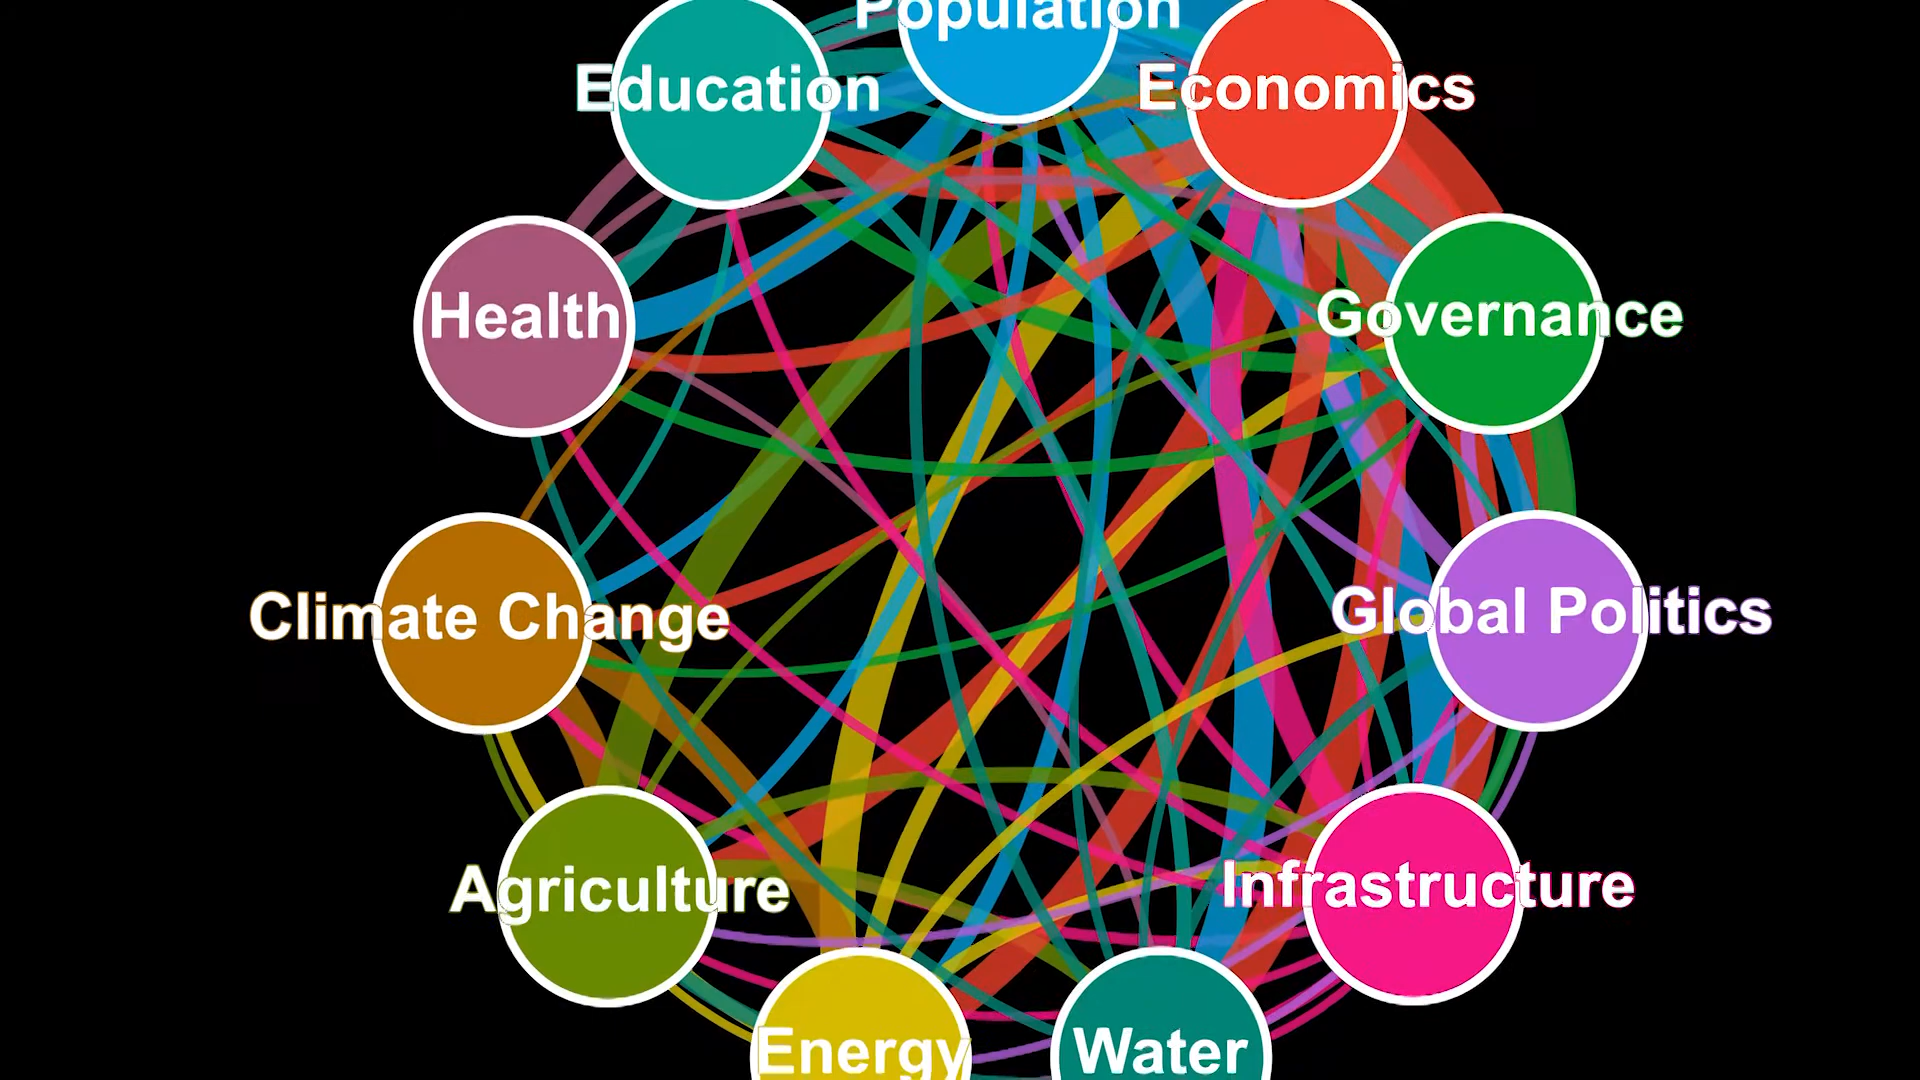 Population
Education
Economics
Health
Governance
Climate Change
Global Politics
Agriculture
Infrastructure
Energy
Water